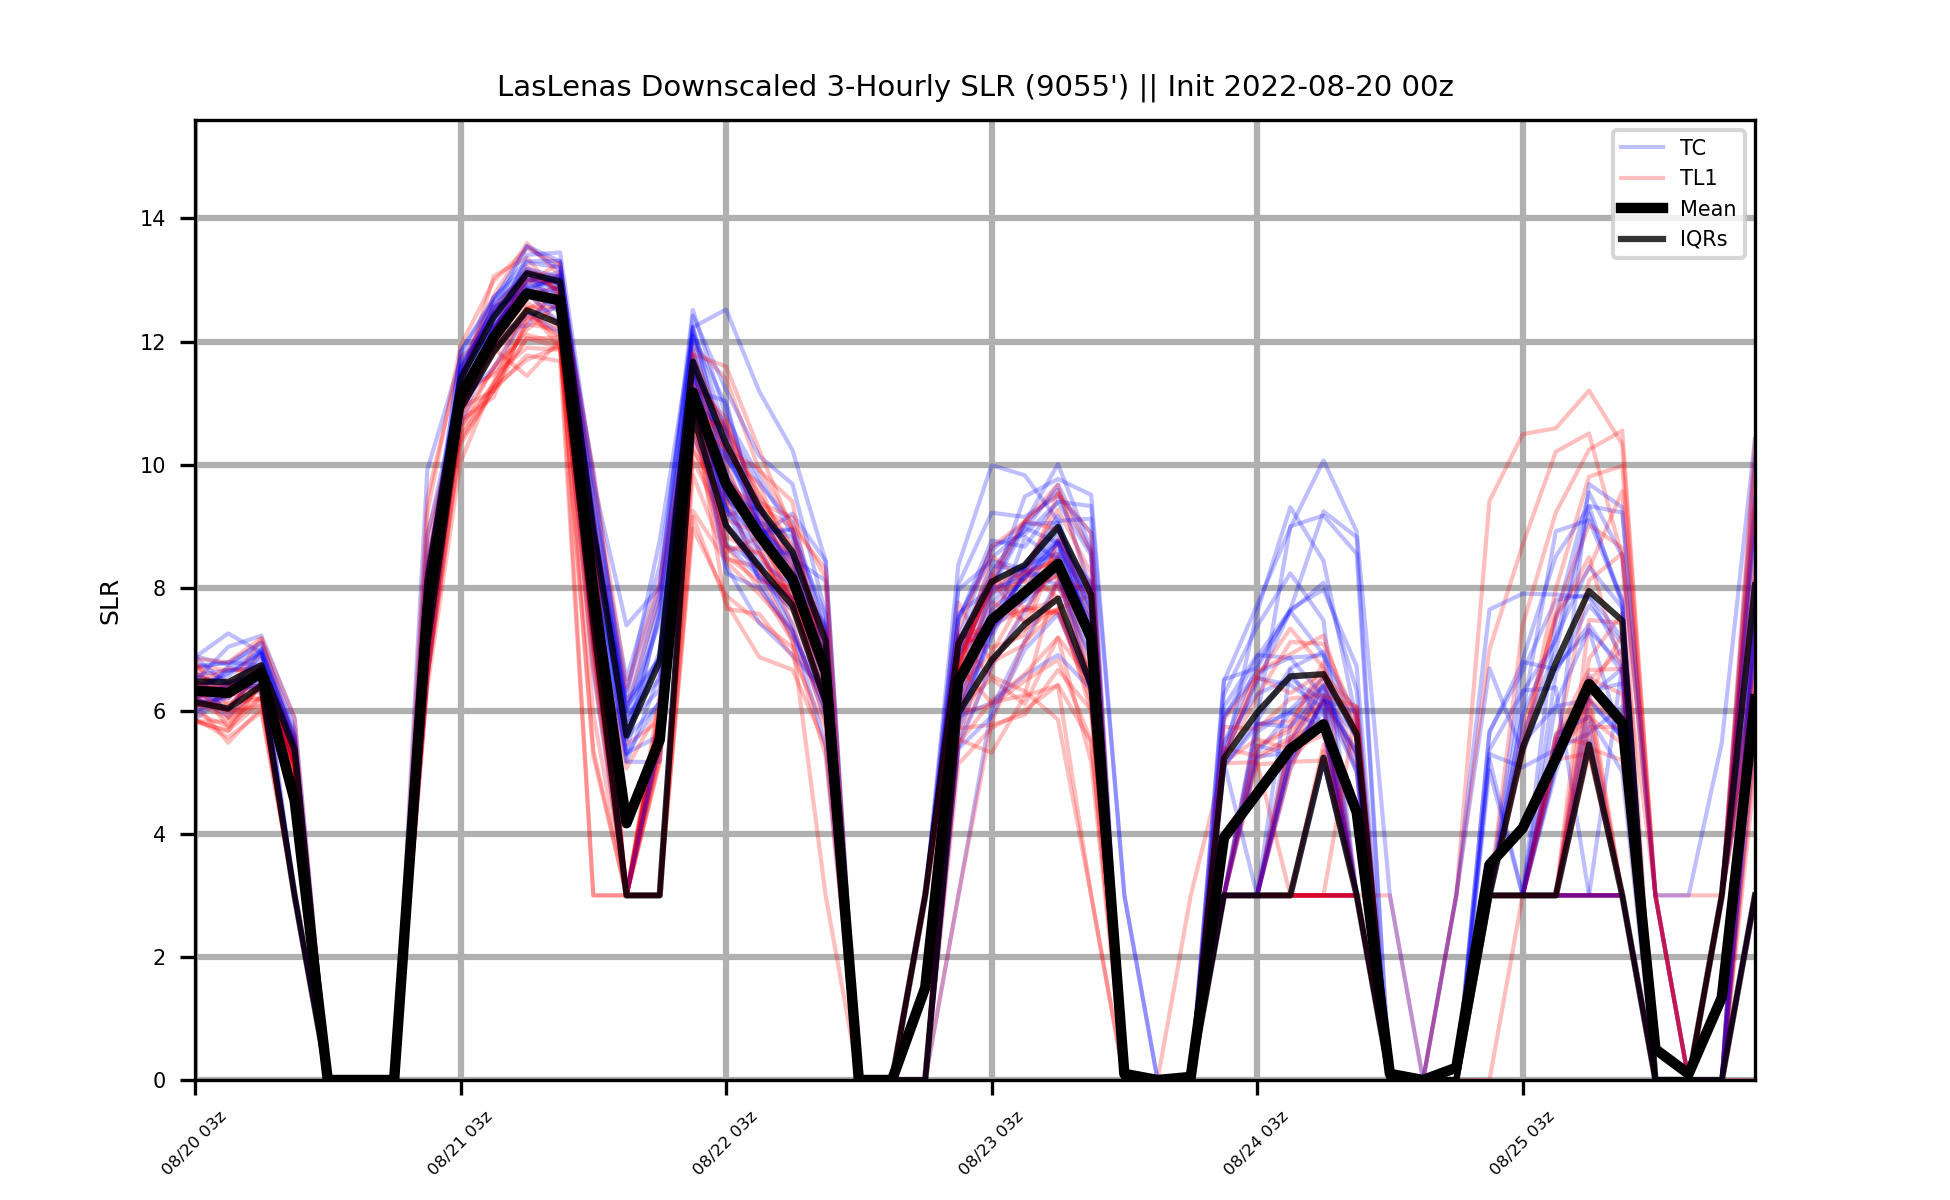 LasLenas Downscaled 3-Hourly SLR (9055') || Init 2022-08-20 00z
TC
TL1
Mean
IQRs
SLR
14
12
10
8
6
4
2
0
08/20 03z
08/21 03z
08/22 03z
08/23 03z
08/24 03z
08/25 03z